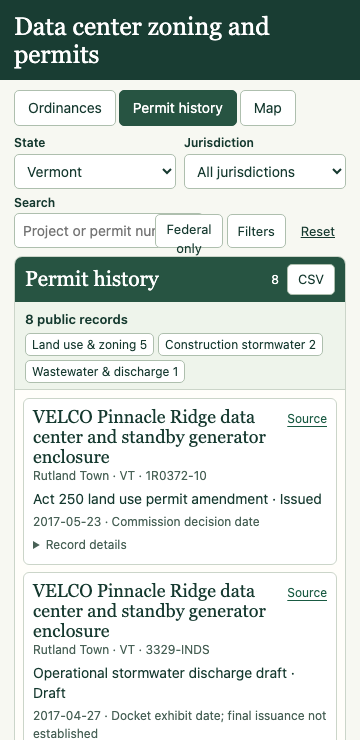 Data center zoning and
permits
Ordinances
Permit history
Map
State
Jurisdiction
Vermont
All jurisdictions
Search
Project or permit nur
Federal
only
Filters
Reset
Permit history
8
CSV
8 public records
Land use & zoning 5
Construction stormwater 2
Wastewater & discharge 1
VELCO Pinnacle Ridge data
center and standby generator
enclosure
Source
Rutland Town · VT · 1R0372-10
Act 250 land use permit amendment · Issued
2017-05-23 · Commission decision date
Record details
VELCO Pinnacle Ridge data
center and standby generator
enclosure
Source
Rutland Town · VT · 3329-INDS
Operational stormwater discharge draft ·
Draft
2017-04-27 · Docket exhibit date; final issuance not
established